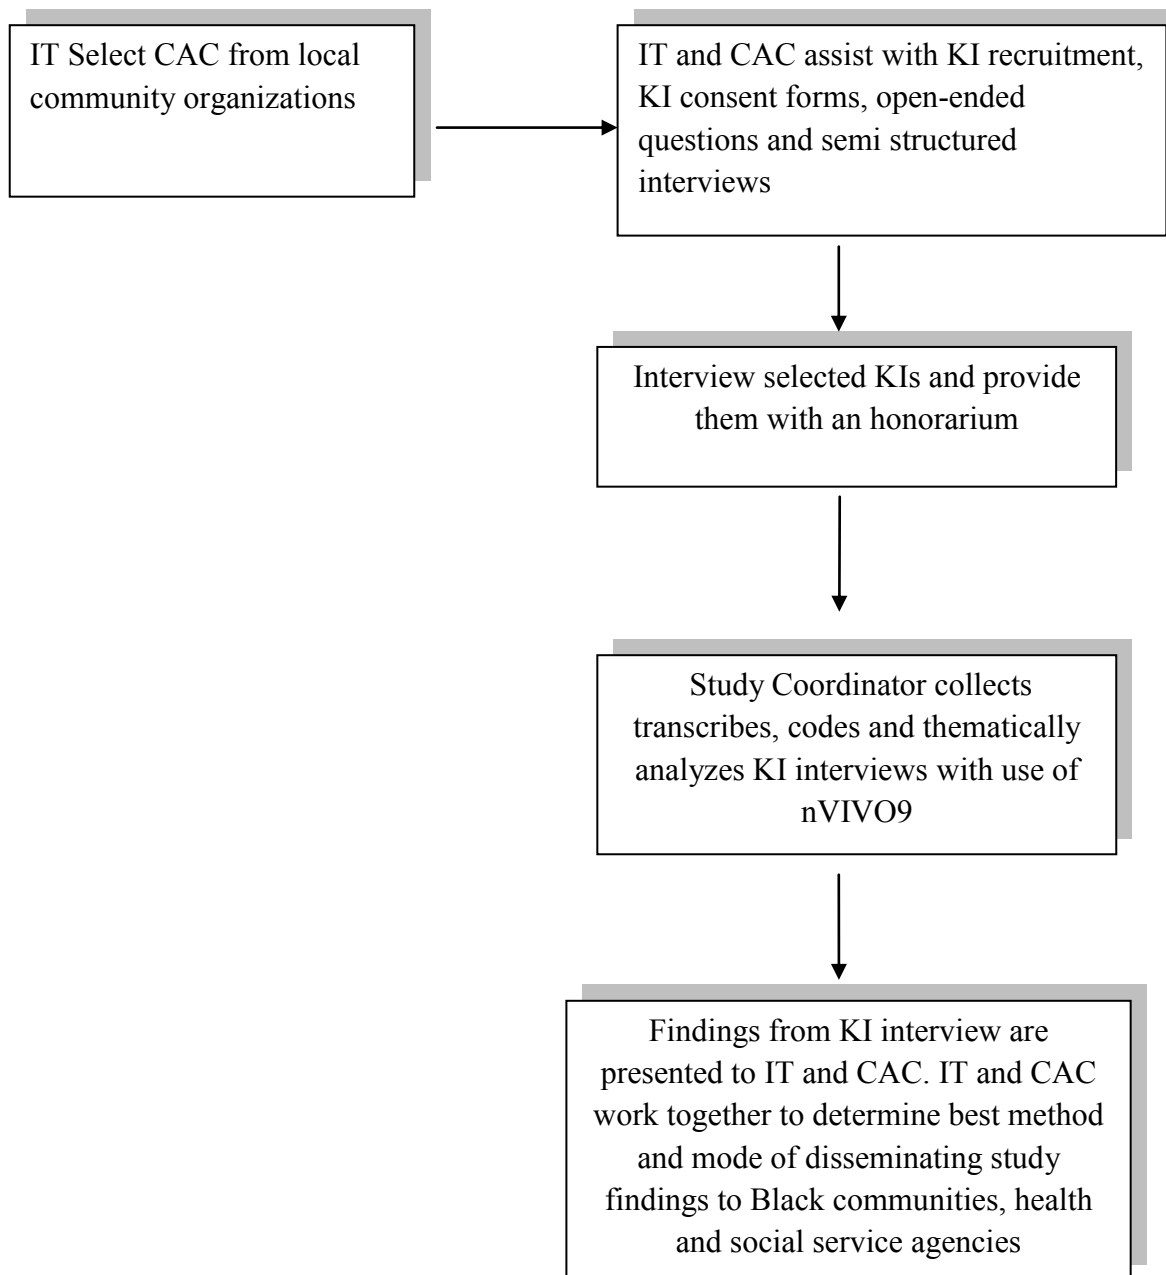 IT Select CAC from local
community organizations
IT and CAC assist with KI recruitment,
KI consent forms, open-ended
questions and semi structured
interviews
Interview selected KIs and provide
them with an honorarium
Study Coordinator collects
transcribes, codes and thematically
analyzes KI interviews with use of
nVIVO9
Findings from KI interview are
presented to IT and CAC. IT and CAC
work together to determine best method
and mode of disseminating study
findings to Black communities, health
and social service agencies